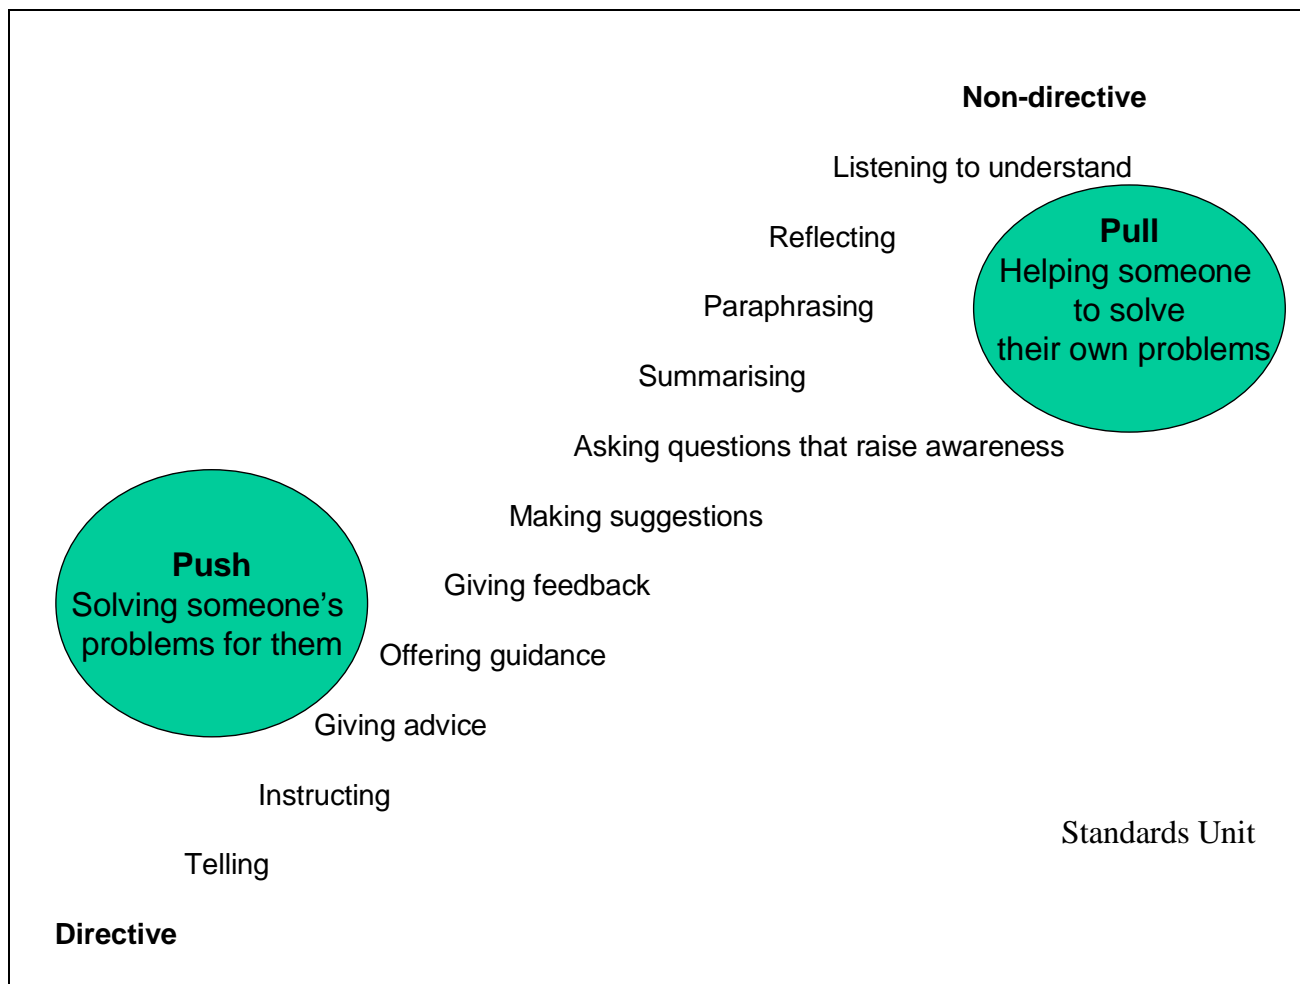 Non-directive
Listening to understand
Reflecting
Pull
Helping someone
to solve
their own problems
Paraphrasing
Summarising
Asking questions that raise awareness
Making suggestions
Push
Solving someone’s
problems for them
Giving feedback
Offering guidance
Giving advice
Instructing
Standards Unit
Telling
Directive